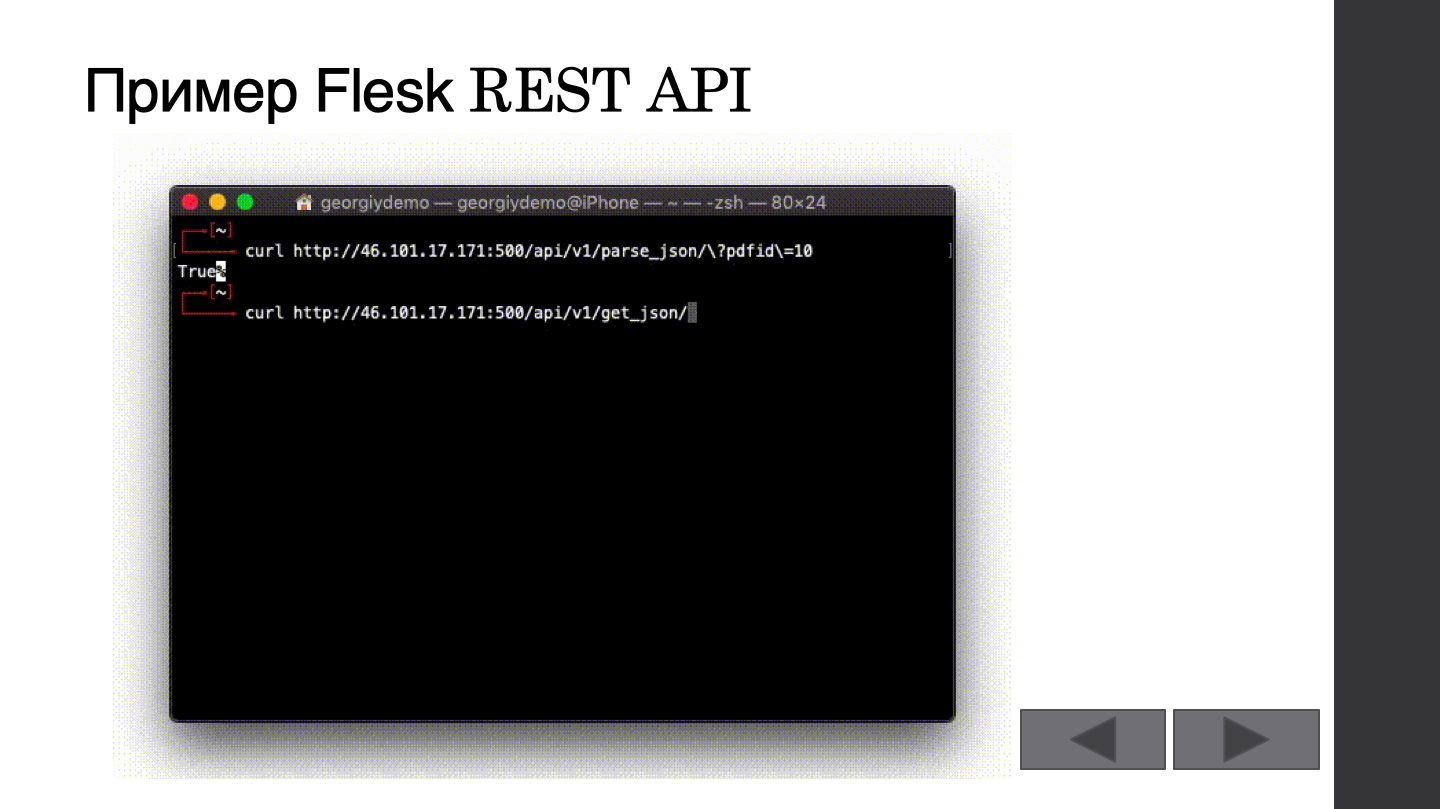 Пример Flesk REST API
georgiydemo — georgiydemo@iPhone — ~ — -zsh — 80×24
[~]
curl http://46.101.17.171:500/api/v1/parse_json/\?pdfid\=10
True%
[~]
curl http://46.101.17.171:500/api/v1/get_json/